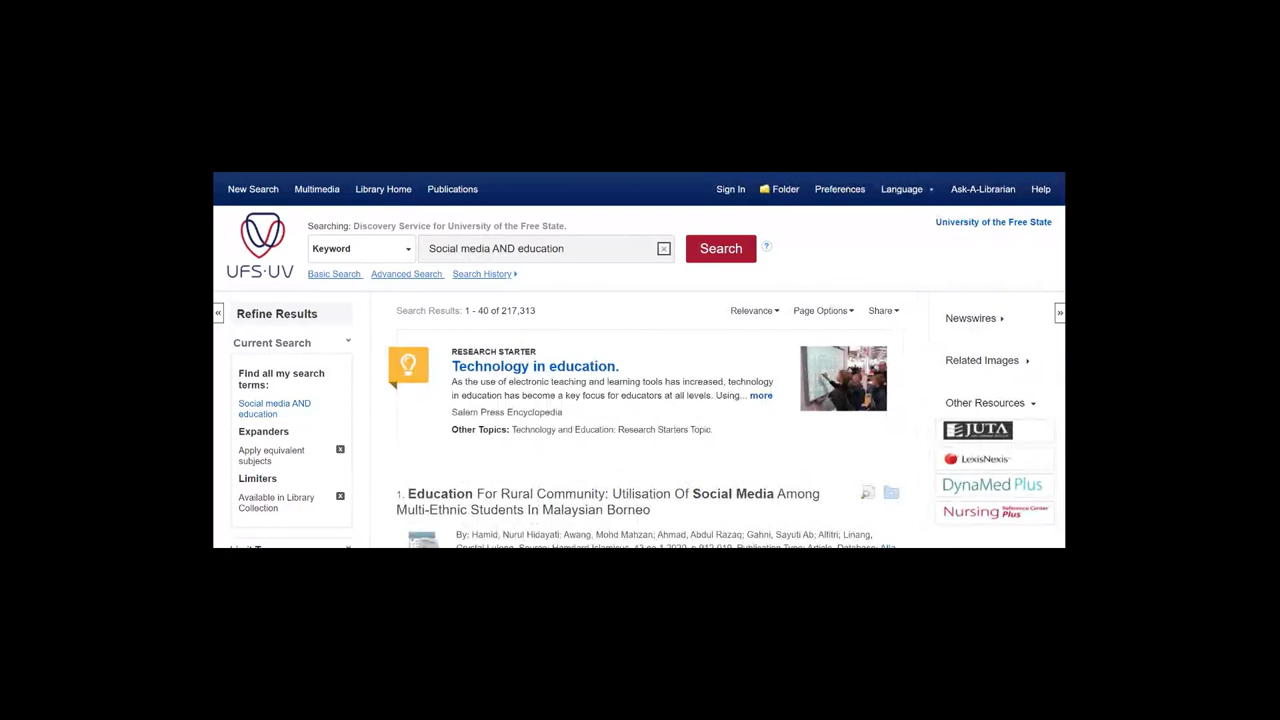 New Search Multimedia Library Home Publications Sign In Folder Preferences Language Ask-A-Librarian Help
University of the Free State
Searching: Discovery Service for University of the Free State.
Keyword Social media AND education Search ?
UFS·UV
Basic Search Advanced Search Search History
« Refine Results
Current Search
Find all my search
terms:
Social media AND
education
Expanders
Apply equivalent
subjects
Limiters
Available in Library
Collection
Search Results: 1 - 40 of 217,313 Relevance Page Options Share
RESEARCH STARTER
Technology in education.
As the use of electronic teaching and learning tools has increased, technology
in education has become a key focus for educators at all levels. Using... more
Salem Press Encyclopedia
Other Topics: Technology and Education: Research Starters Topic.
1. Education For Rural Community: Utilisation Of Social Media Among
Multi-Ethnic Students In Malaysian Borneo
By: Hamid, Nurul Hidayati; Awang, Mohd Mahzan; Ahmad, Abdul Razaq; Gahni, Sayuti Ab; Alfitri; Linang,
»
Newswires
Related Images
Other Resources
JUTA
LexisNexis
DynaMed Plus
Nursing Reference Center Plus